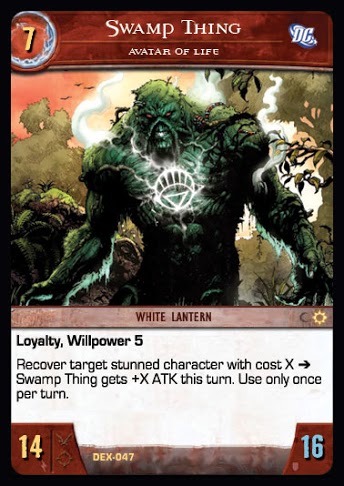 7
SWAMP THING
AVATAR OF LIFE
DC
WHITE LANTERN
Loyalty, Willpower 5
Recover target stunned character with cost X ➔
Swamp Thing gets +X ATK this turn. Use only once
per turn.
14
DEX-047
16